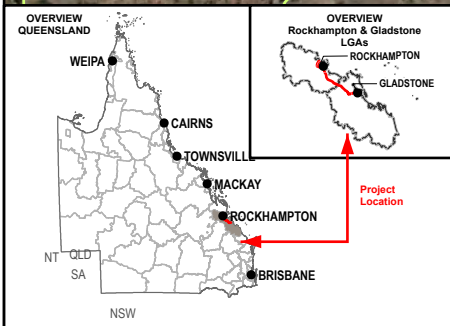 OVERVIEW
QUEENSLAND
WEIPA
CAIRNS
TOWNSVILLE
MACKAY
ROCKHAMPTON
BRISBANE
NT
QLD
SA
NSW
OVERVIEW
Rockhampton & Gladstone
LGAs
ROCKHAMPTON
GLADSTONE
Project
Location